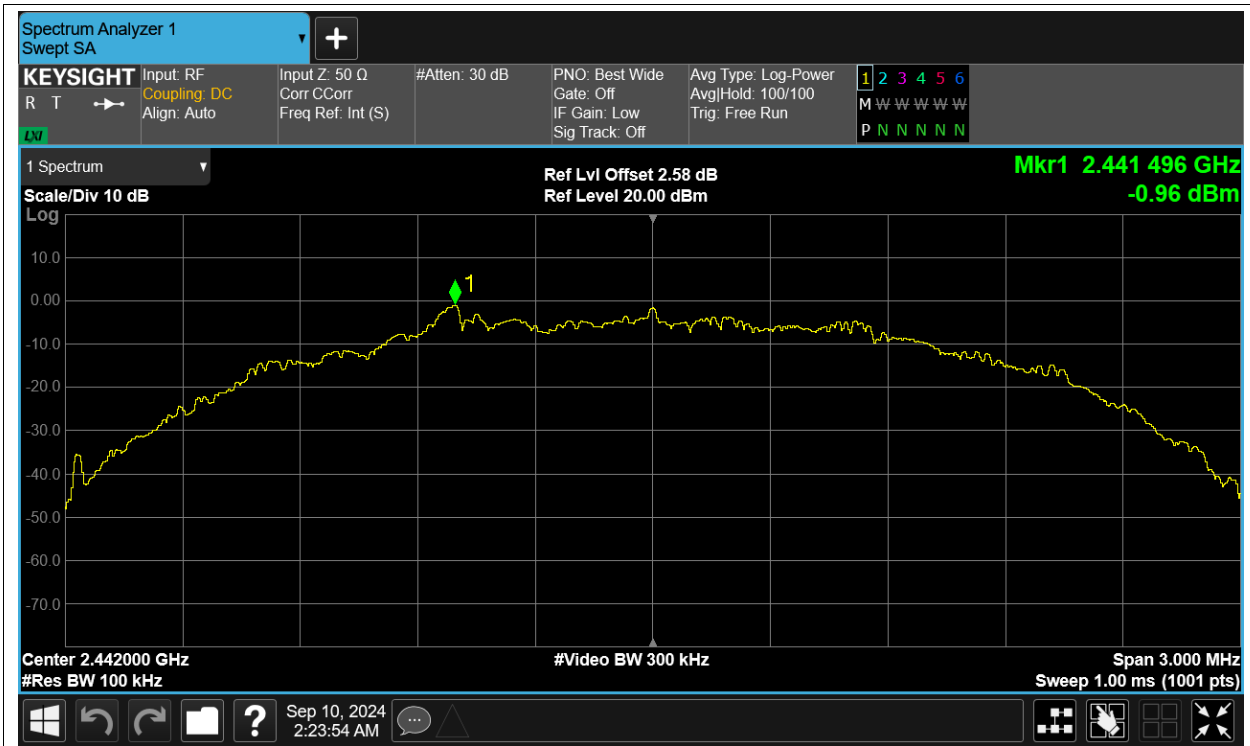 Spectrum Analyzer 1
Swept SA
KEYSIGHT
R T
LXI
Input: RF
Coupling: DC
Align: Auto
Input Z: 50 Ω
Corr CCorr
Freq Ref: Int (S)
#Atten: 30 dB
PNO: Best Wide
Gate: Off
IF Gain: Low
Sig Track: Off
Avg Type: Log-Power
Avg|Hold: 100/100
Trig: Free Run
1 2 3 4 5 6
M W W W W W
P N N N N N
1 Spectrum
Scale/Div 10 dB
Log
Ref Lvl Offset 2.58 dB
Ref Level 20.00 dBm
Mkr1 2.441 496 GHz
-0.96 dBm
10.0
0.00
-10.0
-20.0
-30.0
-40.0
-50.0
-60.0
-70.0
1
Center 2.442000 GHz
#Res BW 100 kHz
#Video BW 300 kHz
Span 3.000 MHz
Sweep 1.00 ms (1001 pts)
?
Sep 10, 2024
2:23:54 AM